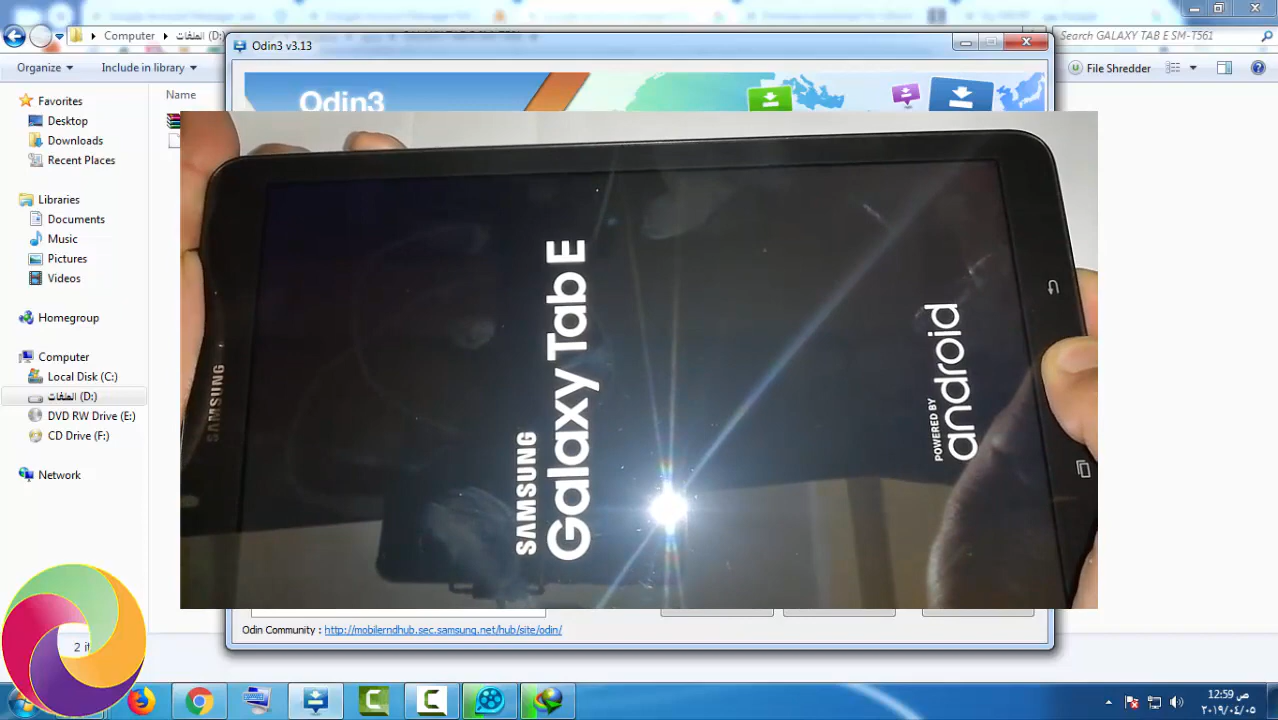 Odin3 v3.13
Computer
الملفات (D:)
Search GALAXY TAB E SM-T561
Organize
Include in library
File Shredder
Odin3
Name
Favorites
Desktop
Downloads
Recent Places
Libraries
Documents
Music
Pictures
Videos
Homegroup
Computer
Local Disk (C:)
الملفات (D:)
DVD RW Drive (E:)
CD Drive (F:)
Network
SAMSUNG
SAMSUNG
Galaxy Tab E
POWERED BY
android
Odin Community : http://mobilerndhub.sec.samsung.net/hub/site/odin/
12:59 ص
٢٠١٩/٠٤/٠٥